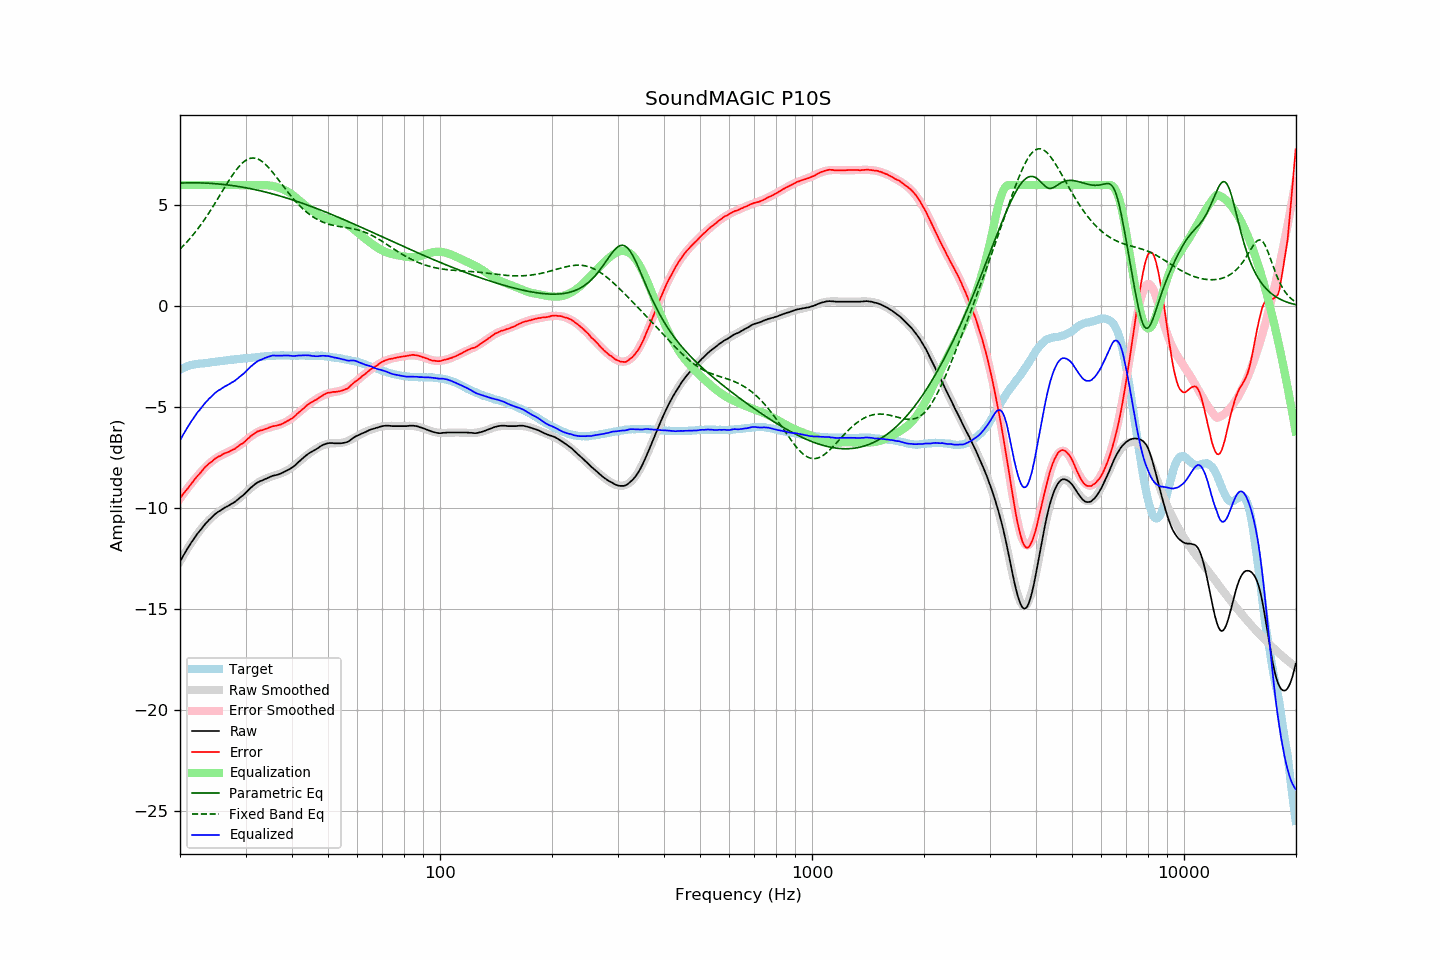 SoundMAGIC P10S
5
0
−5
−10
−15
−20
−25
Amplitude (dBr)
Target
Raw Smoothed
Error Smoothed
Raw
Error
Equalization
Parametric Eq
Fixed Band Eq
Equalized
100
1000
10000
Frequency (Hz)